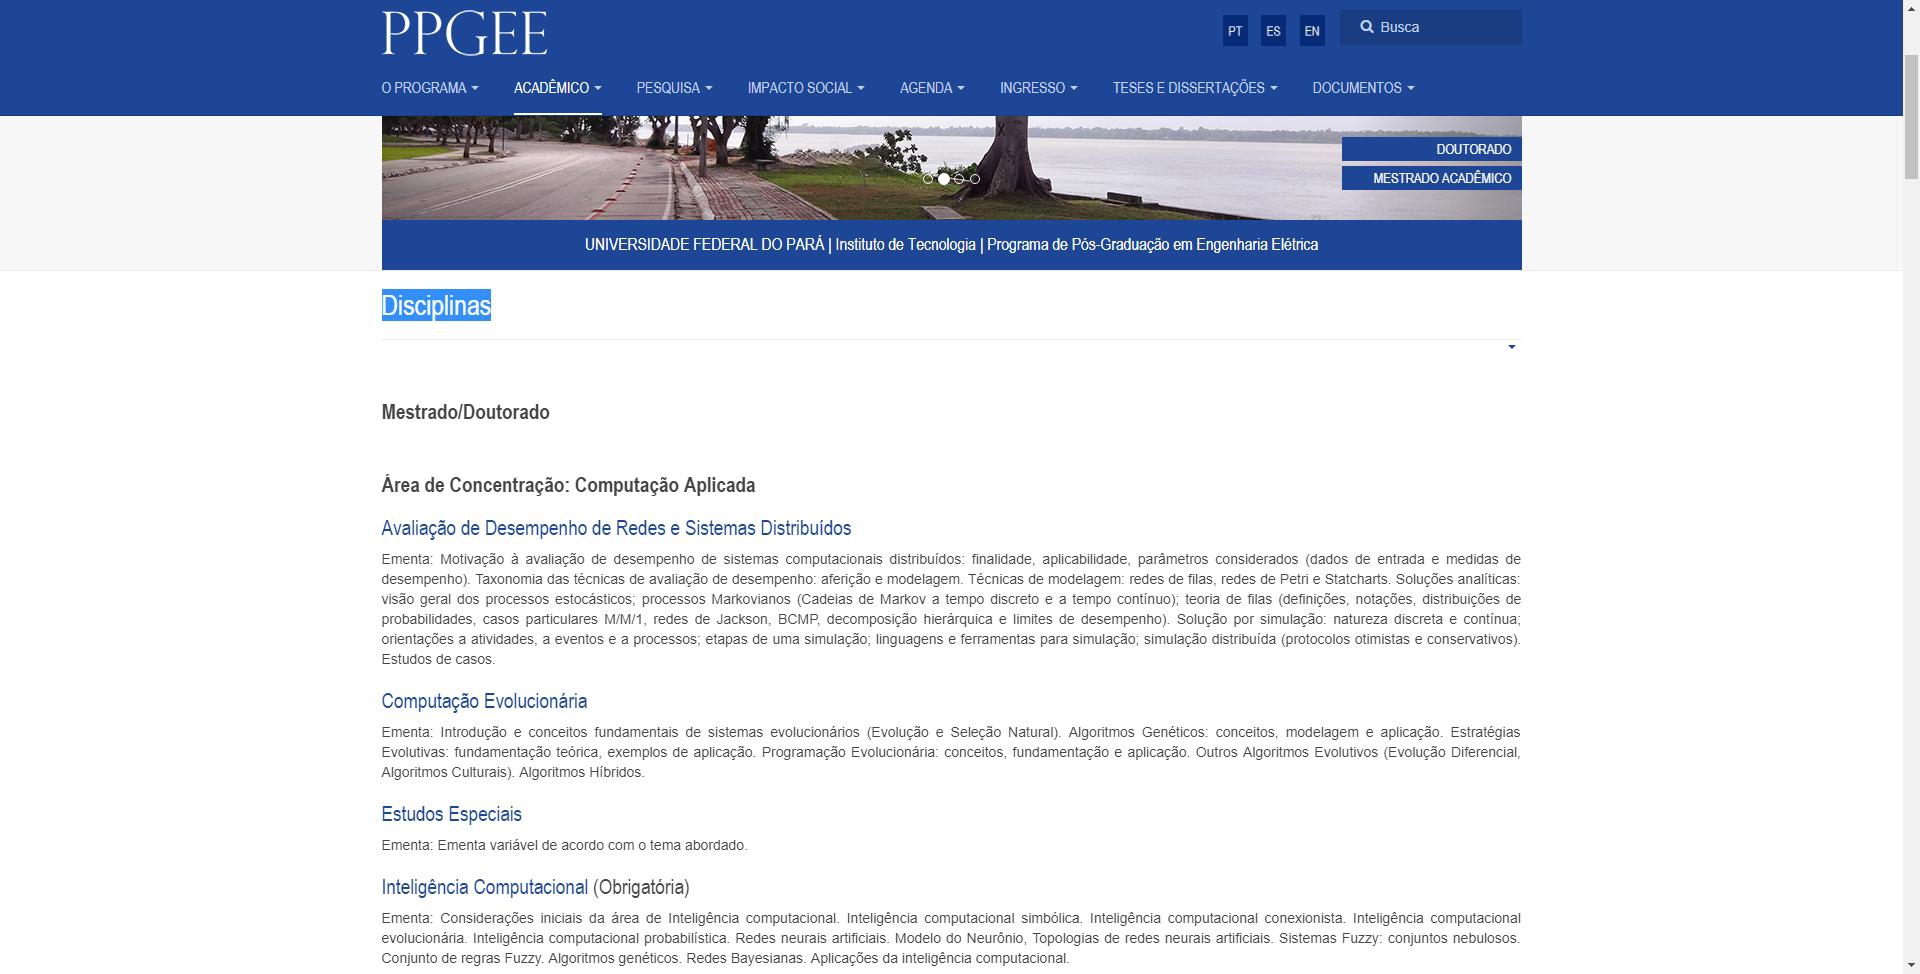 PPGEE
PT ES EN Busca
O PROGRAMA ACADÊMICO PESQUISA IMPACTO SOCIAL AGENDA INGRESSO TESES E DISSERTAÇÕES DOCUMENTOS
DOUTORADO
MESTRADO ACADÊMICO
UNIVERSIDADE FEDERAL DO PARÁ | Instituto de Tecnologia | Programa de Pós-Graduação em Engenharia Elétrica
Disciplinas
Mestrado/Doutorado
Área de Concentração: Computação Aplicada
Avaliação de Desempenho de Redes e Sistemas Distribuídos
Ementa: Motivação à avaliação de desempenho de sistemas computacionais distribuídos: finalidade, aplicabilidade, parâmetros considerados (dados de entrada e medidas de
desempenho). Taxonomia das técnicas de avaliação de desempenho: aferição e modelagem. Técnicas de modelagem: redes de filas, redes de Petri e Statcharts. Soluções analíticas:
visão geral dos processos estocásticos; processos Markovianos (Cadeias de Markov a tempo discreto e a tempo contínuo); teoria de filas (definições, notações, distribuições de
probabilidades, casos particulares M/M/1, redes de Jackson, BCMP, decomposição hierárquica e limites de desempenho). Solução por simulação: natureza discreta e contínua;
orientações a atividades, a eventos e a processos; etapas de uma simulação; linguagens e ferramentas para simulação; simulação distribuída (protocolos otimistas e conservativos).
Estudos de casos.
Computação Evolucionária
Ementa: Introdução e conceitos fundamentais de sistemas evolucionários (Evolução e Seleção Natural). Algoritmos Genéticos: conceitos, modelagem e aplicação. Estratégias
Evolutivas: fundamentação teórica, exemplos de aplicação. Programação Evolucionária: conceitos, fundamentação e aplicação. Outros Algoritmos Evolutivos (Evolução Diferencial,
Algoritmos Culturais). Algoritmos Híbridos.
Estudos Especiais
Ementa: Ementa variável de acordo com o tema abordado.
Inteligência Computacional (Obrigatória)
Ementa: Considerações iniciais da área de Inteligência computacional. Inteligência computacional simbólica. Inteligência computacional conexionista. Inteligência computacional
evolucionária. Inteligência computacional probabilística. Redes neurais artificiais. Modelo do Neurônio, Topologias de redes neurais artificiais. Sistemas Fuzzy: conjuntos nebulosos.
Conjunto de regras Fuzzy. Algoritmos genéticos. Redes Bayesianas. Aplicações da inteligência computacional.